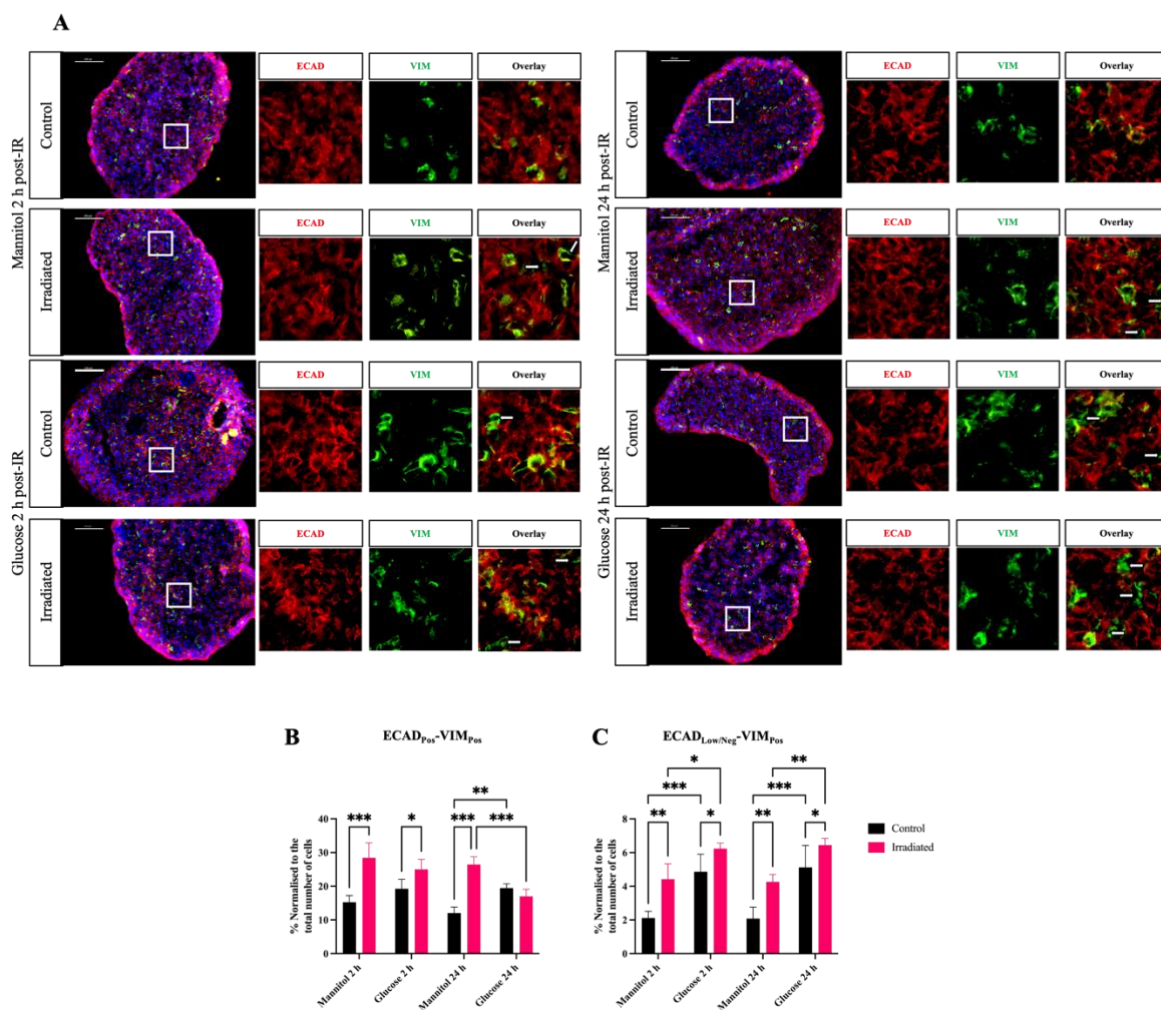 A
Mannitol 2 h post-IR
Control
ECAD
VIM
Overlay
Irradiated
ECAD
VIM
Overlay
Glucose 2 h post-IR
Control
ECAD
VIM
Overlay
Irradiated
ECAD
VIM
Overlay
Mannitol 24 h post-IR
Control
ECAD
VIM
Overlay
Irradiated
ECAD
VIM
Overlay
Glucose 24 h post-IR
Control
ECAD
VIM
Overlay
Irradiated
ECAD
VIM
Overlay
B
ECADPos-VIMPos
% Normalised to the
total number of cells
40
30
20
10
0
***
*
***
**
***
Mannitol 2 h
Glucose 2 h
Mannitol 24 h
Glucose 24 h
C
ECADLow/Neg-VIMPos
% Normalised to the
total number of cells
8
6
4
2
0
*
***
**
*
**
***
**
*
Mannitol 2 h
Glucose 2 h
Mannitol 24 h
Glucose 24 h
Control
Irradiated